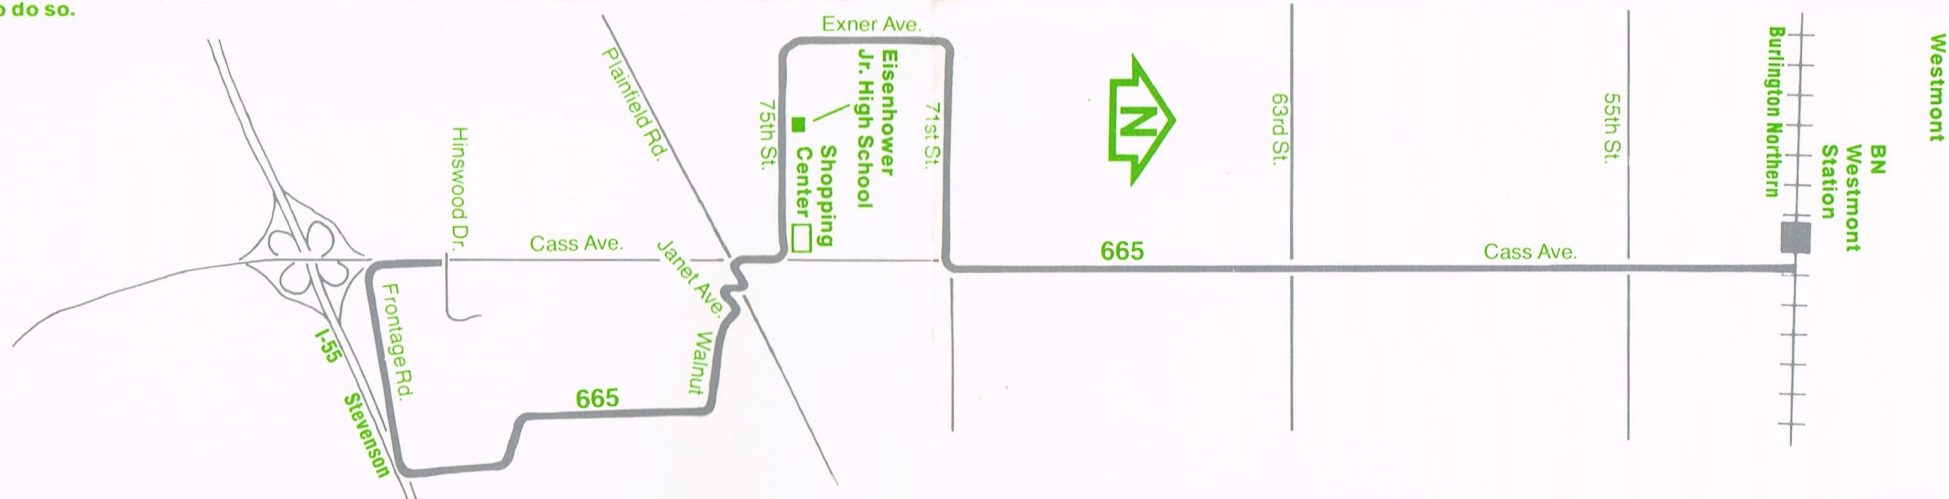 o do so.
Exner Ave.
Plainfield Rd.
75th St.
Eisenhower
Jr. High School
Shopping
Center
71st St.
N
63rd St.
55th St.
Burlington Northern
BN
Westmont
Station
Westmont
Hinswood Dr.
Cass Ave.
Janet Ave.
665
Cass Ave.
Frontage Rd.
I-55
Stevenson
Walnut
665